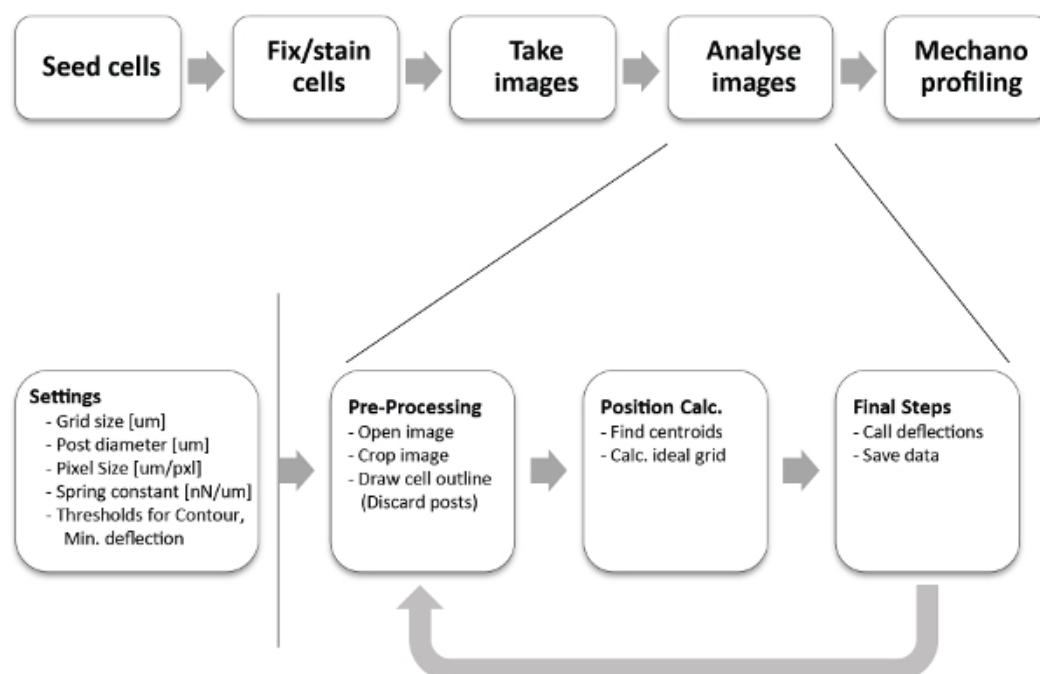 Seed cells
Fix/stain
cells
Take
images
Analyse
images
Mechano
profiling
Settings
- Grid size [um]
- Post diameter [um]
- Pixel Size [um/pxl]
- Spring constant [nN/um]
- Thresholds for Contour,
Min. deflection
Pre-Processing
- Open image
- Crop image
- Draw cell outline
(Discard posts)
Position Calc.
- Find centroids
- Calc. ideal grid
Final Steps
- Call deflections
- Save data